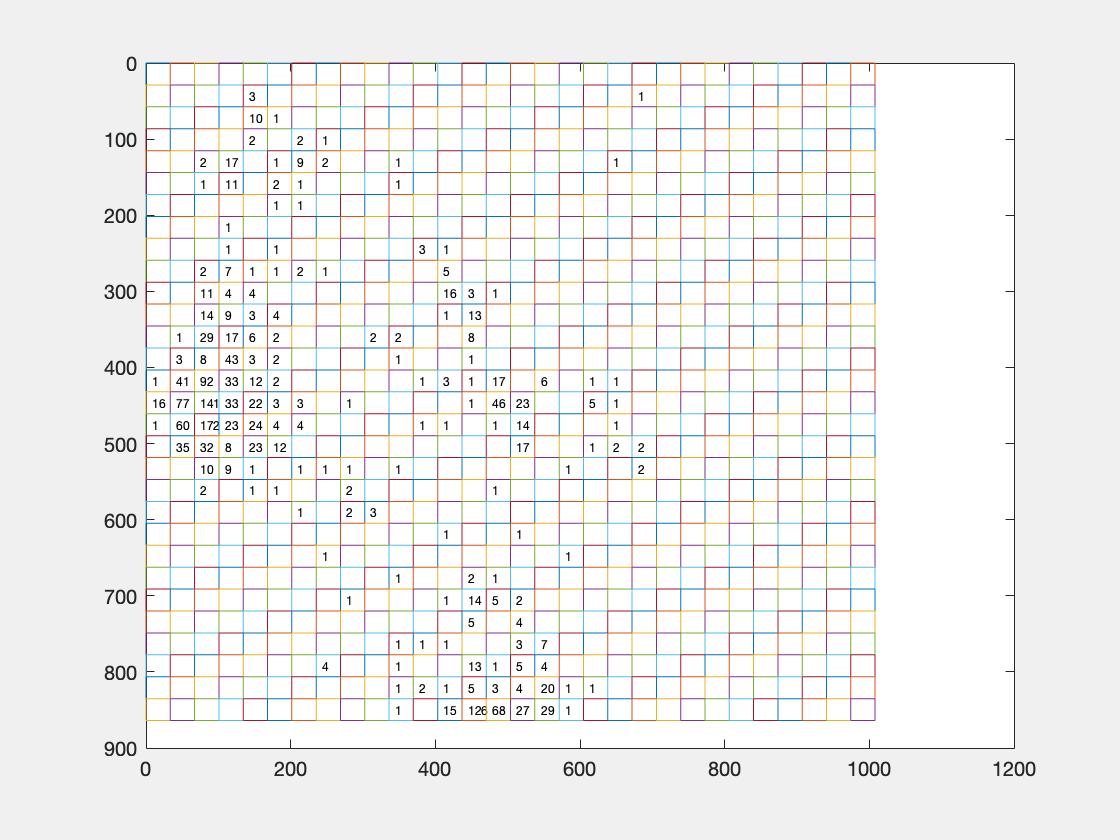 0
3 1
10 1
100 2 2 1
2 17 1 9 2 1 1
1 11 2 1 1
200 1 1
1
1 1 3 1
2 7 1 1 2 1 5
300 11 4 4 16 3 1
14 9 3 4 1 13
1 29 17 6 2 2 2 8
400 3 8 43 3 2 1 1
1 41 92 33 12 2 1 3 1 17 6 1 1
16 77 141 33 22 3 3 1 1 46 23 5 1
1 60 172 23 24 4 4 1 1 1 14 1
500 35 32 8 23 12 17 1 2 2
10 9 1 1 1 1 1 1 2
2 1 1 2 1
600 1 2 3
1 1
1 1
1 2 1
700 1 1 14 5 2
5 4
1 1 1 3 7
800 4 1 13 1 5 4
1 2 1 5 3 4 20 1 1
1 15 126 68 27 29 1
900
0 200 400 600 800 1000 1200